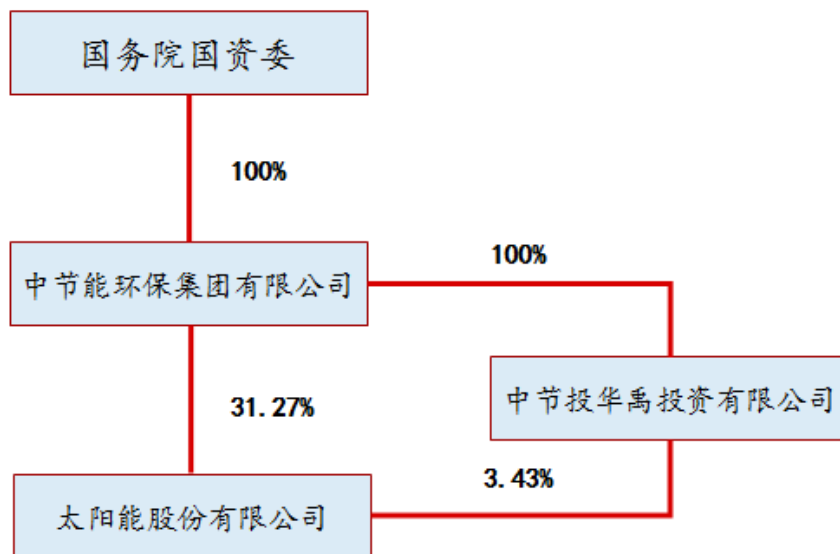 国务院国资委
100%
中节能环保集团有限公司
100%
31.27%
中节投华禹投资有限公司
3.43%
太阳能股份有限公司